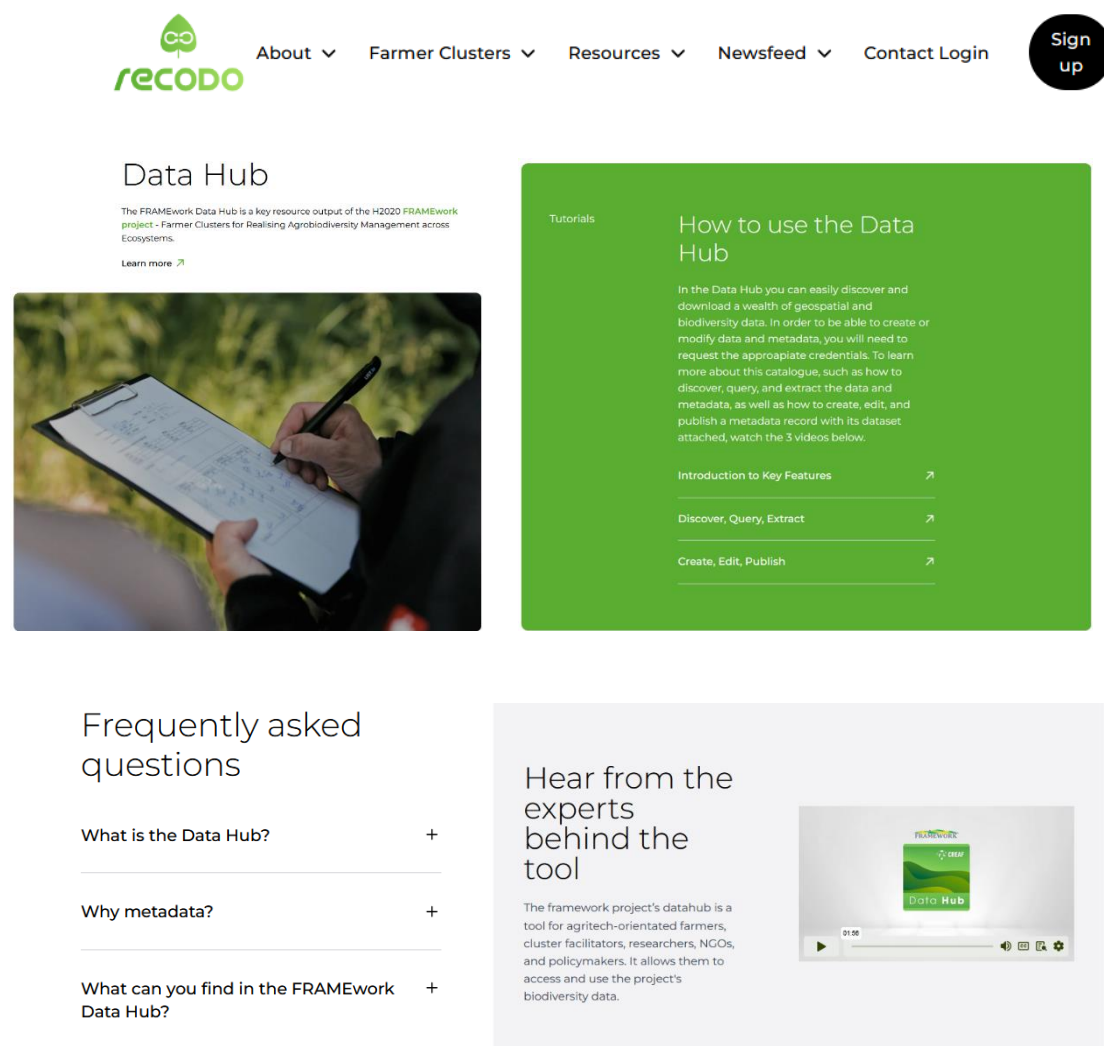 recodo
About
Farmer Clusters
Resources
Newsfeed
Contact Login
Sign
up
Data Hub
The FRAMEwork Data Hub is a key resource output of the H2020 FRAMEwork
project - Farmer Clusters for Realising Agrobiodiversity Management across
Ecosystems.
Learn more
Tutorials
How to use the Data
Hub
In the Data Hub you can easily discover and
download a wealth of geospatial and
biodiversity data. In order to be able to create or
modify data and metadata, you will need to
request the approapiate credentials. To learn
more about this catalogue, such as how to
discover, query, and extract the data and
metadata, as well as how to create, edit, and
publish a metadata record with its dataset
attached, watch the 3 videos below.
Introduction to Key Features
Discover, Query, Extract
Create, Edit, Publish
Frequently asked
questions
What is the Data Hub?
Why metadata?
What can you find in the FRAMEwork
Data Hub?
Hear from the
experts
behind the
tool
The framework project's datahub is a
tool for agritech-orientated farmers,
cluster facilitators, researchers, NGOs,
and policymakers. It allows them to
access and use the project's
biodiversity data.
FRAMEWORK
CREAF
Data Hub
01:56